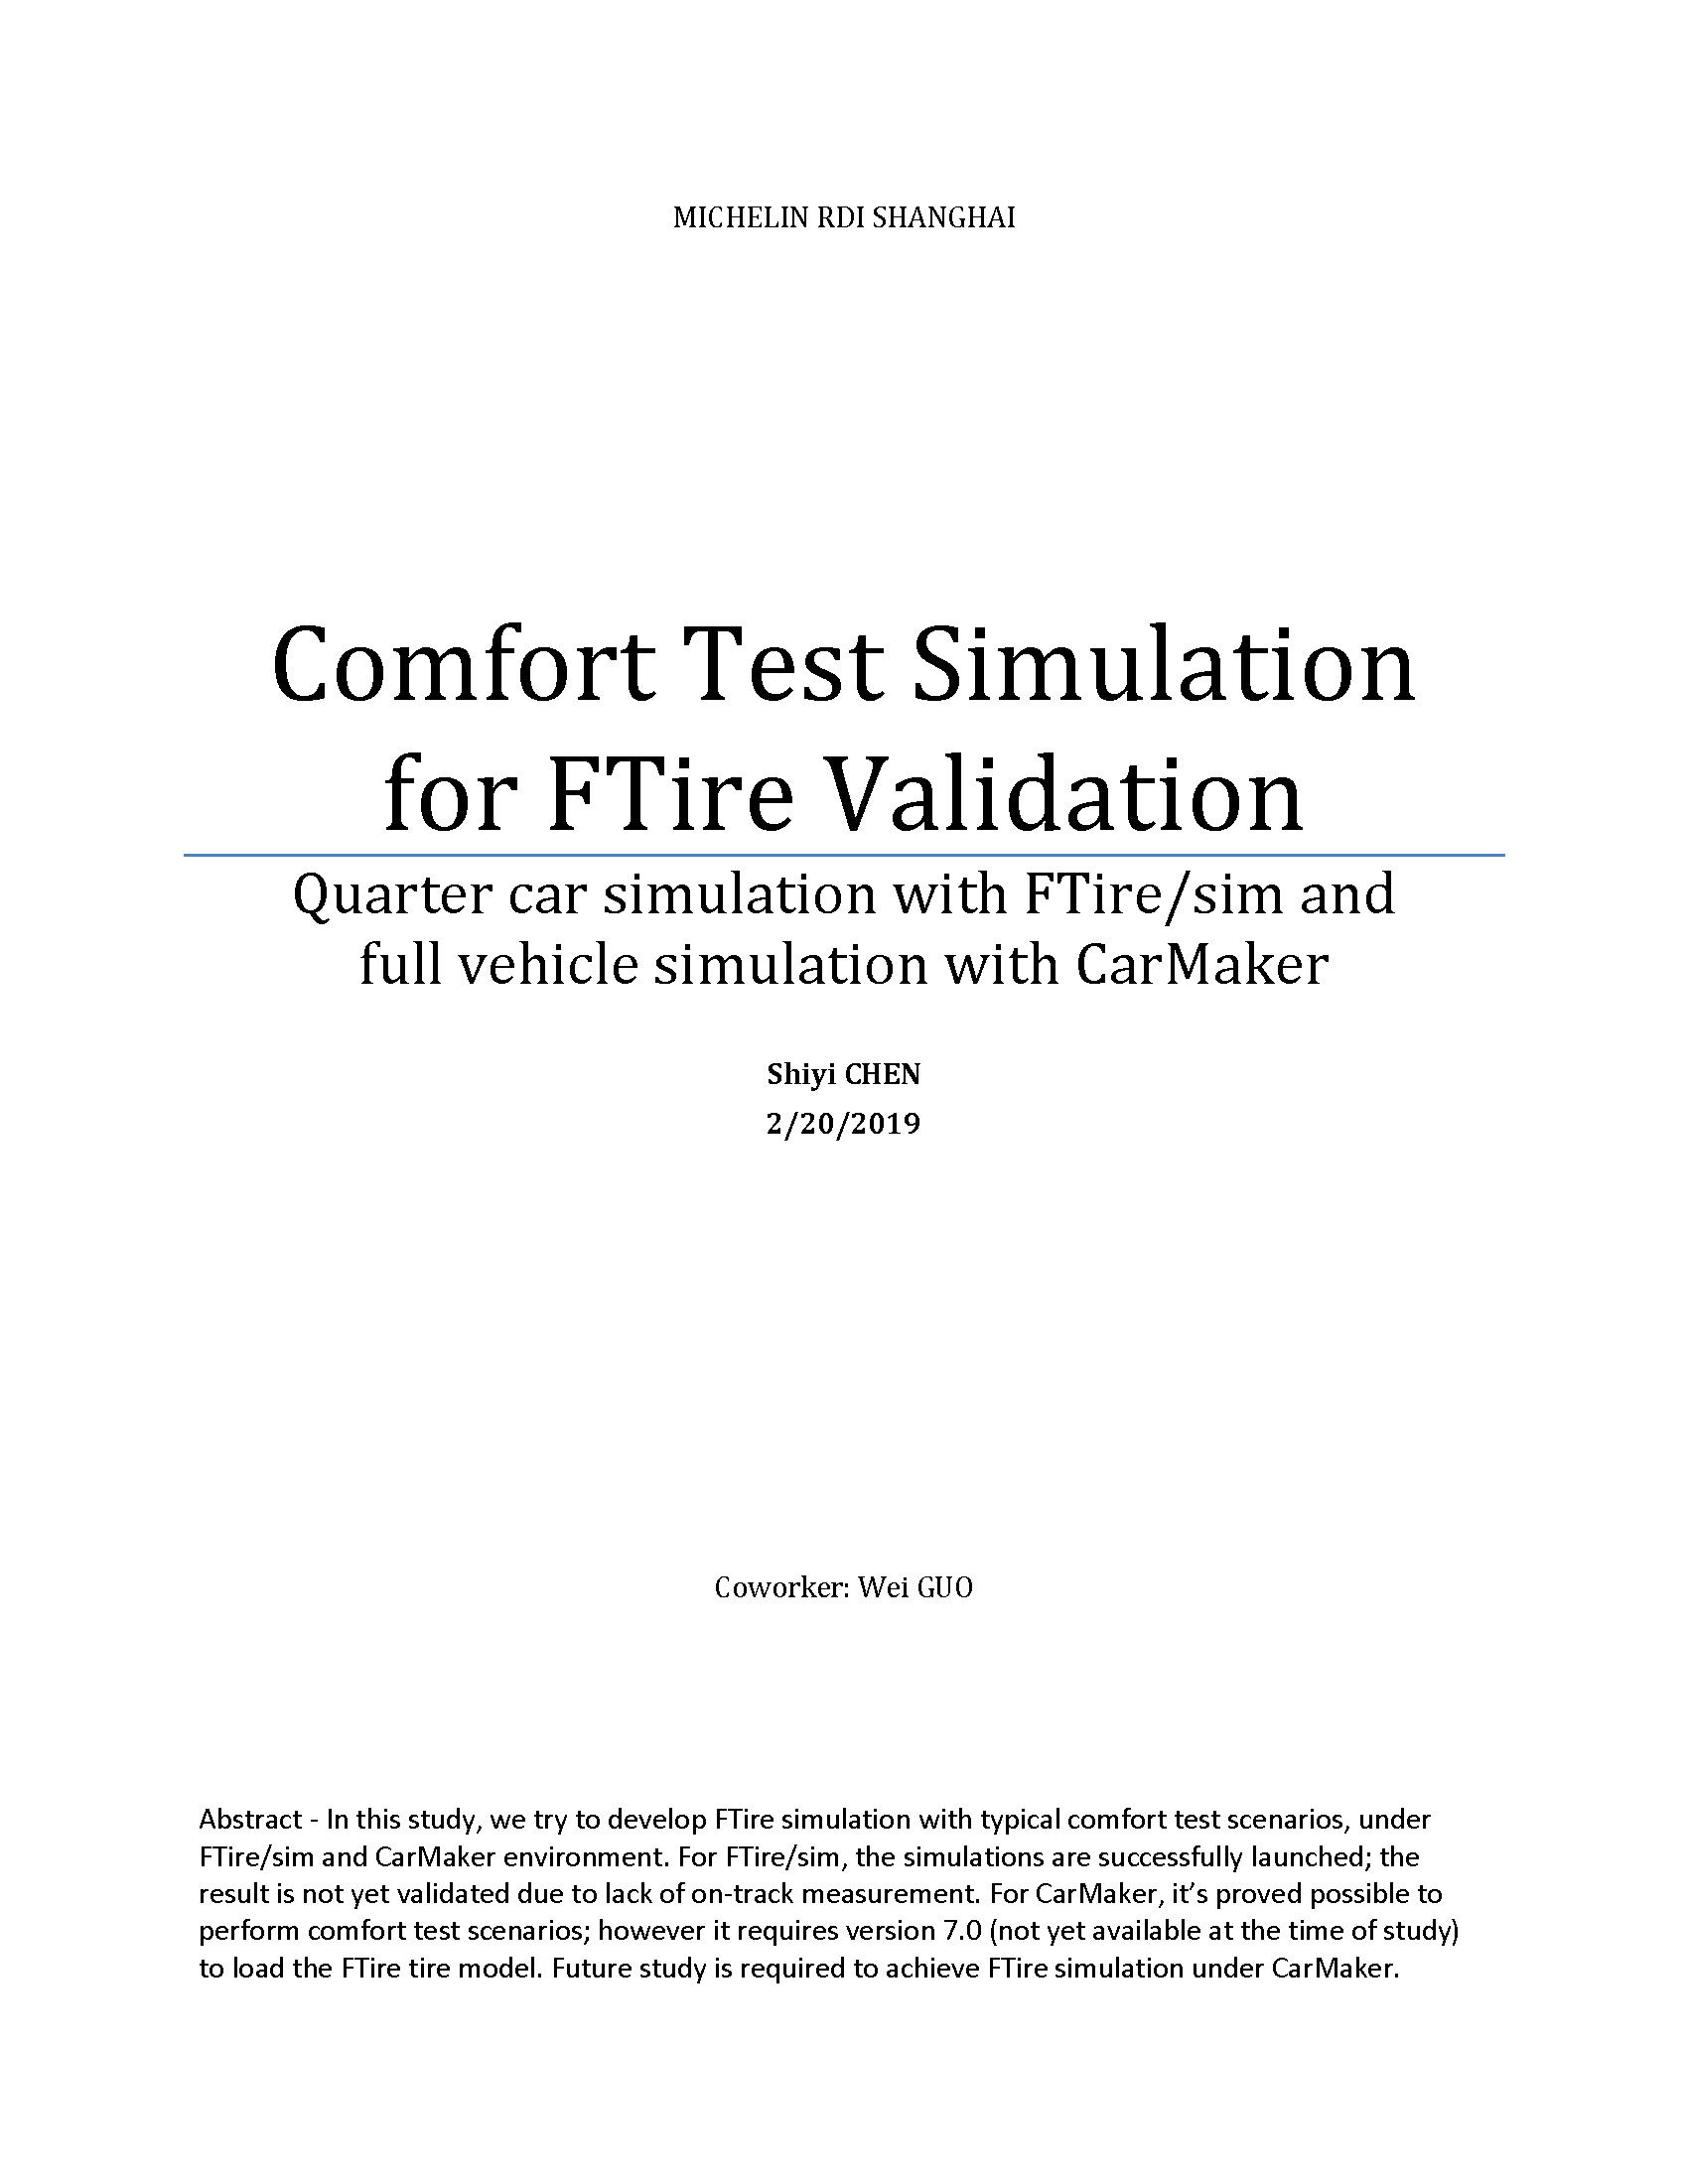 MICHELIN RDI SHANGHAI
Comfort Test Simulation
for FTire Validation
Quarter car simulation with FTire/sim and
full vehicle simulation with CarMaker
Shiyi CHEN
2/20/2019
Coworker: Wei GUO
Abstract - In this study, we try to develop FTire simulation with typical comfort test scenarios, under
FTire/sim and CarMaker environment. For FTire/sim, the simulations are successfully launched; the
result is not yet validated due to lack of on-track measurement. For CarMaker, it’s proved possible to
perform comfort test scenarios; however it requires version 7.0 (not yet available at the time of study)
to load the FTire tire model. Future study is required to achieve FTire simulation under CarMaker.